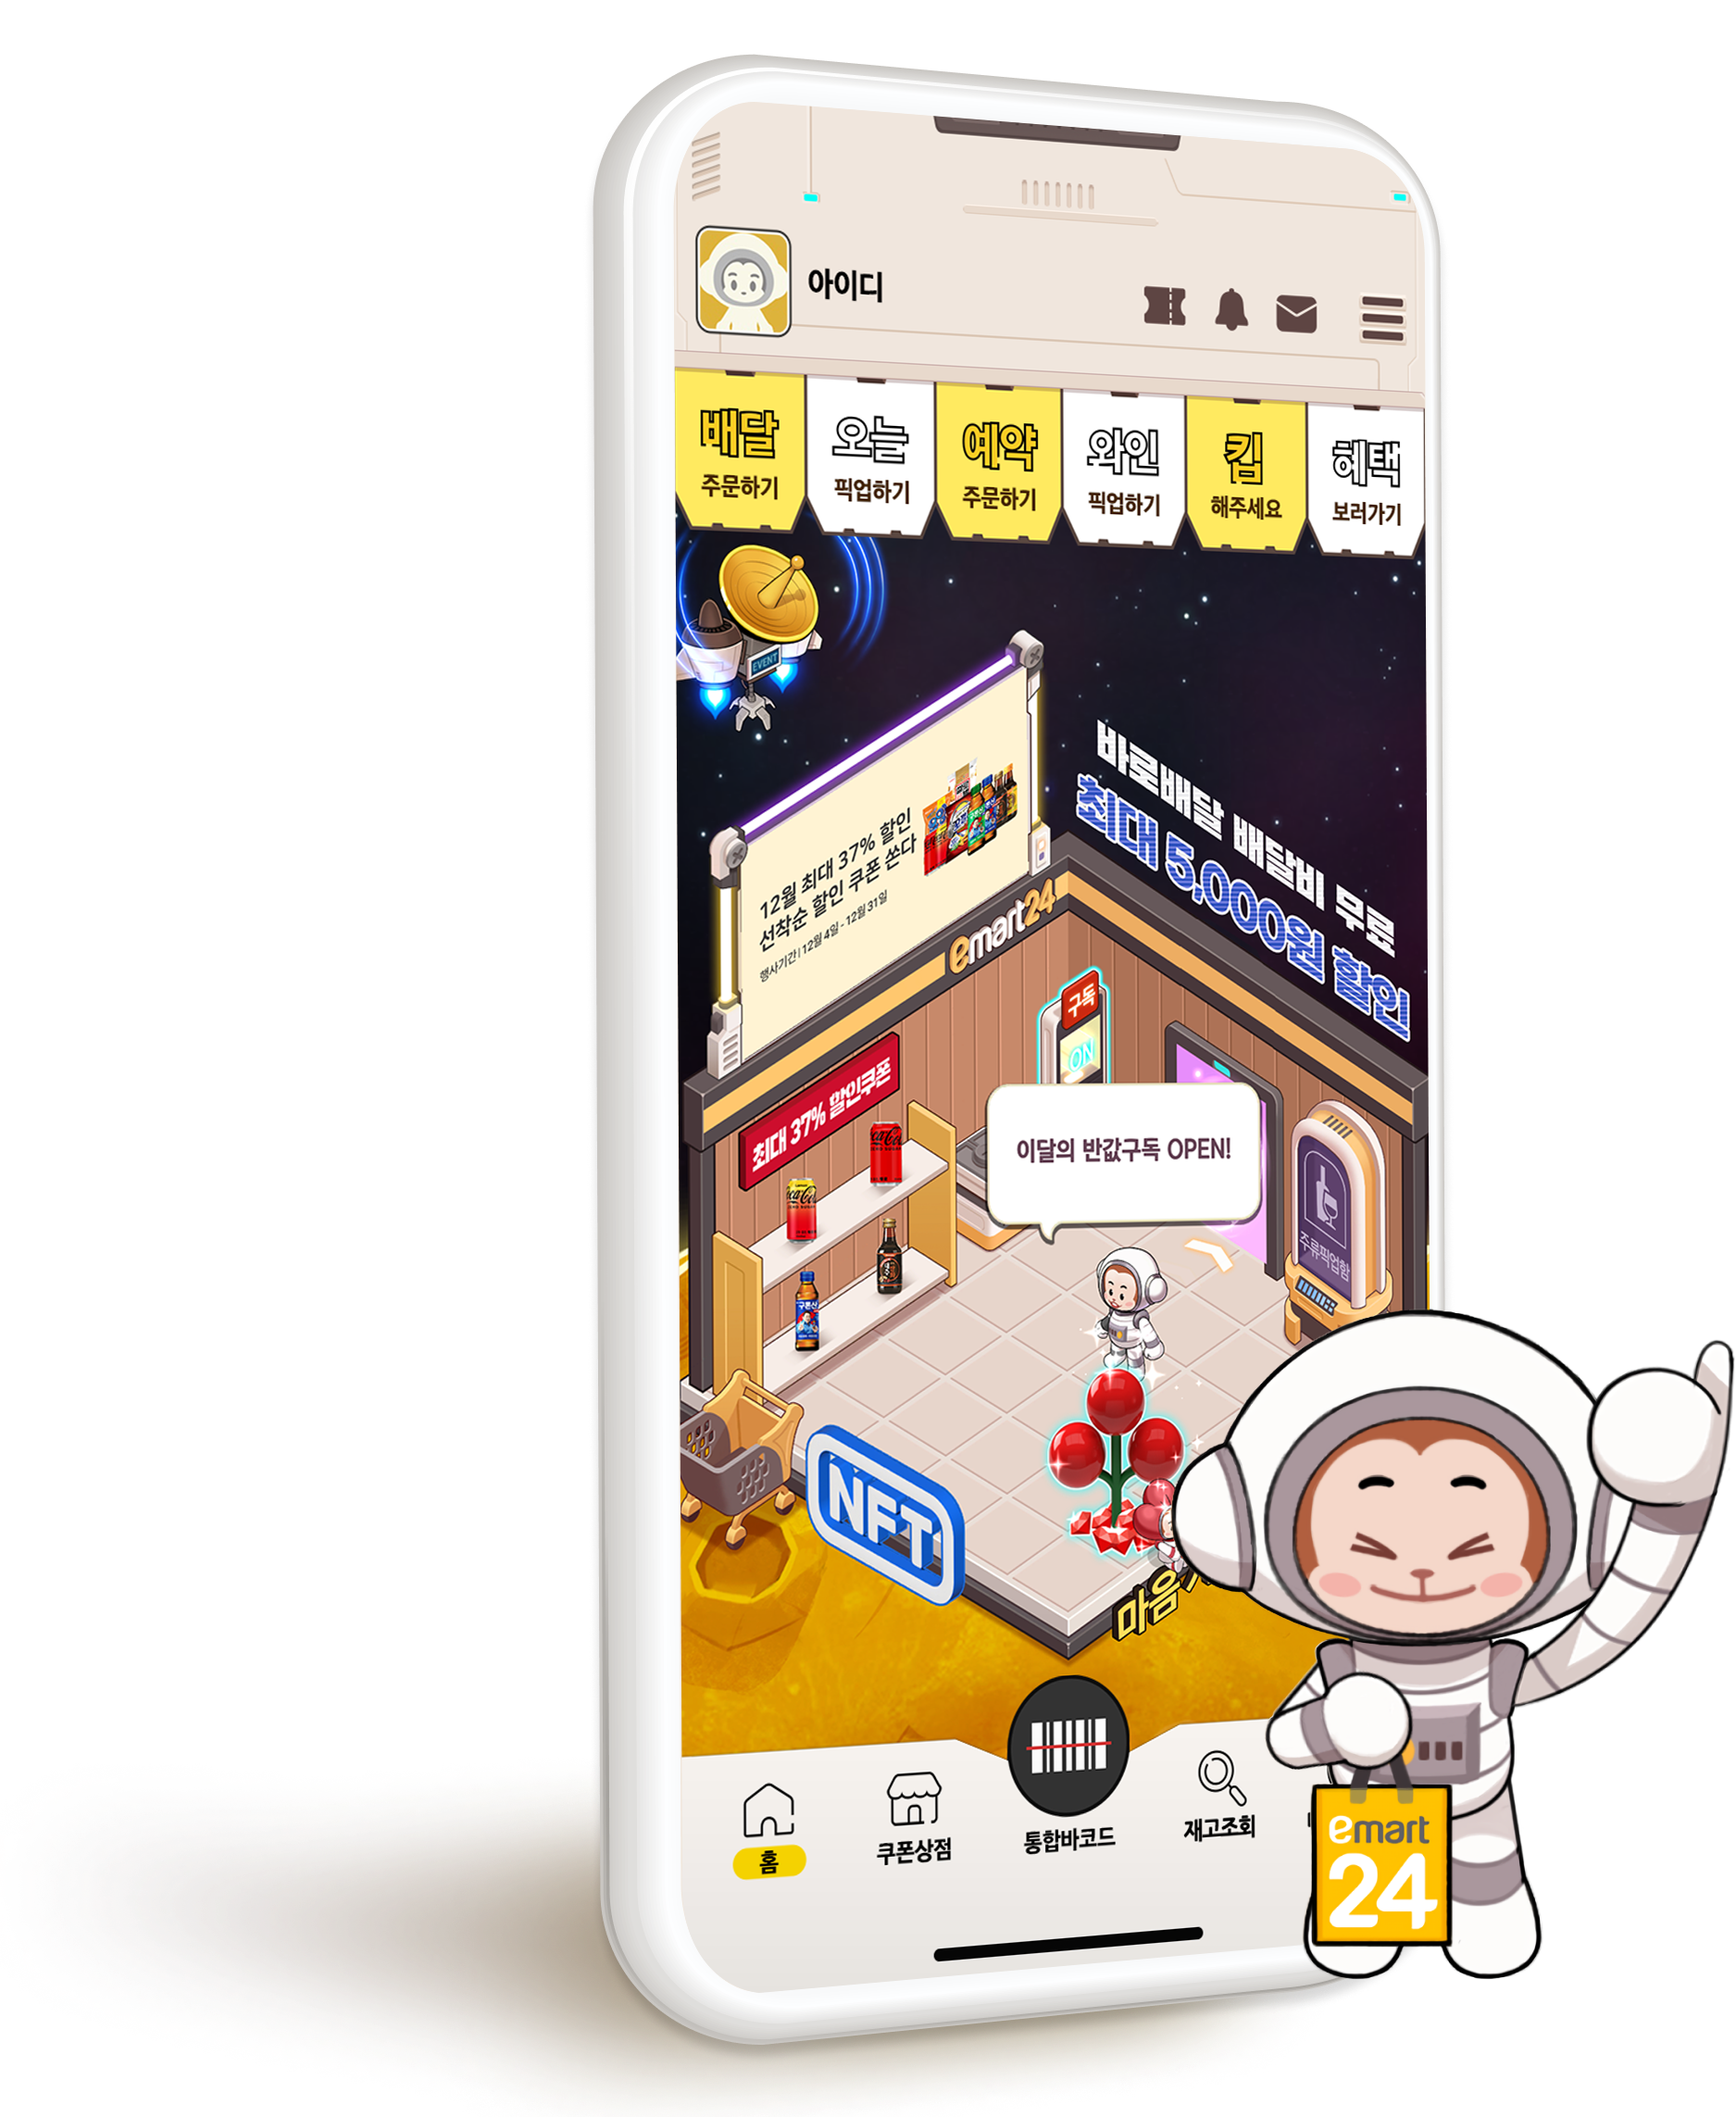 아이디
배달
주문하기
오늘
픽업하기
예약
주문하기
와인
픽업하기
킵
해주세요
혜택
보러가기
EVENT
12월 최대 37% 할인
선착순 할인 쿠폰 쏜다
행사기간 | 12월 4일 - 12월 31일
바로배달 배달비 무료
최대 5,000원 할인
emart24
구독
ON
최대 37% 할인쿠폰
이달의 반값구독 OPEN!
주류픽업함
NFT
마음
홈
쿠폰상점
통합바코드
재고조회
emart
24